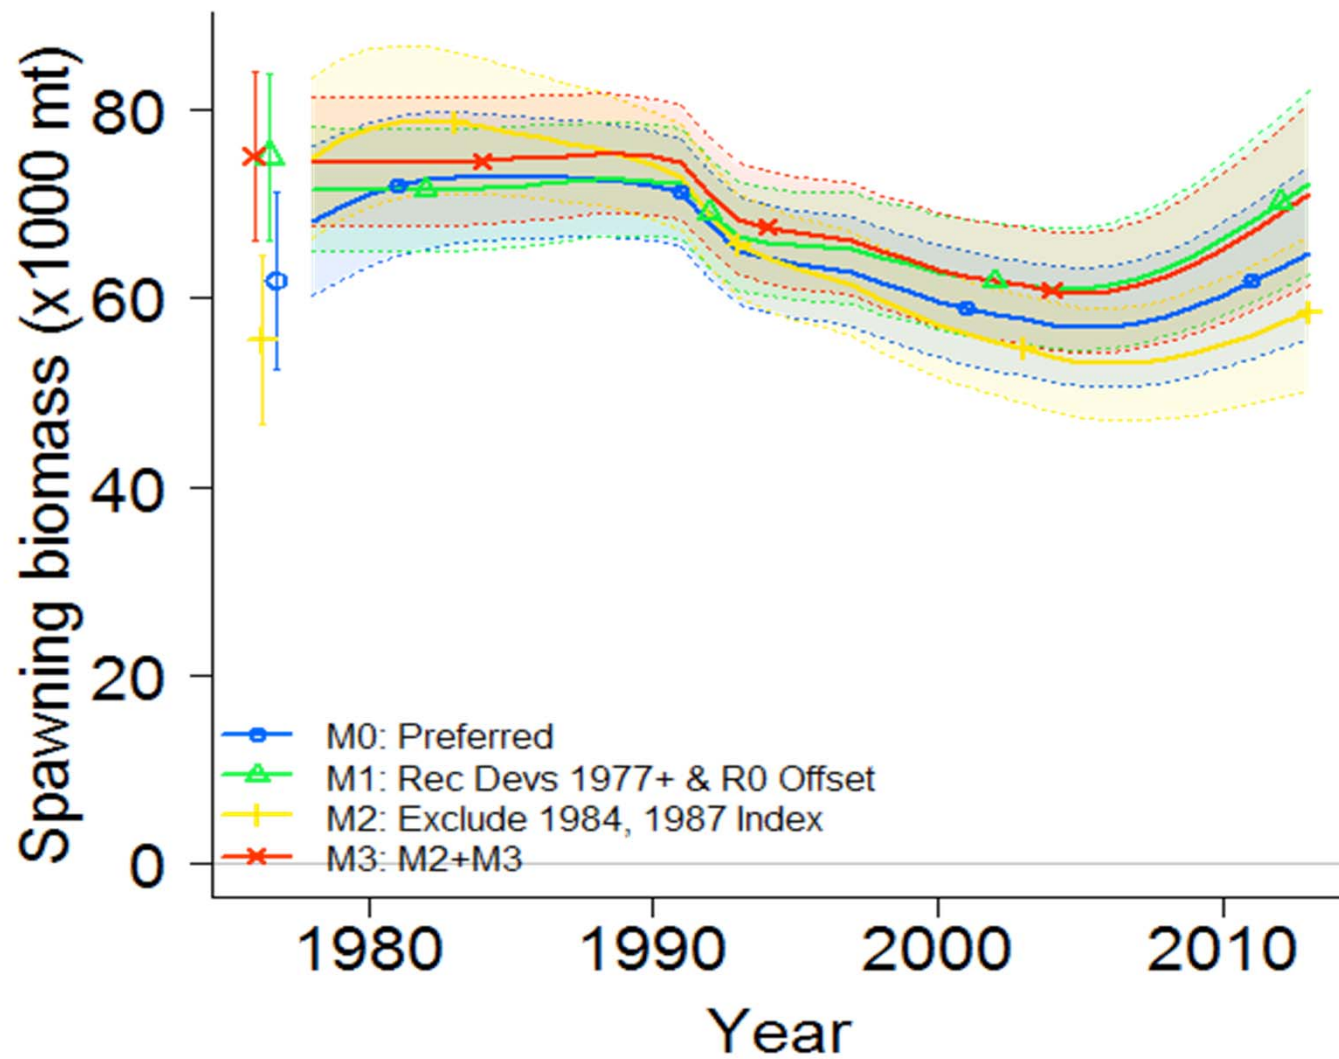 Spawning biomass (x1000 mt)
80
60
40
20
0
M0: Preferred
M1: Rec Devs 1977+ & R0 Offset
M2: Exclude 1984, 1987 Index
M3: M2+M3
1980 1990 2000 2010
Year